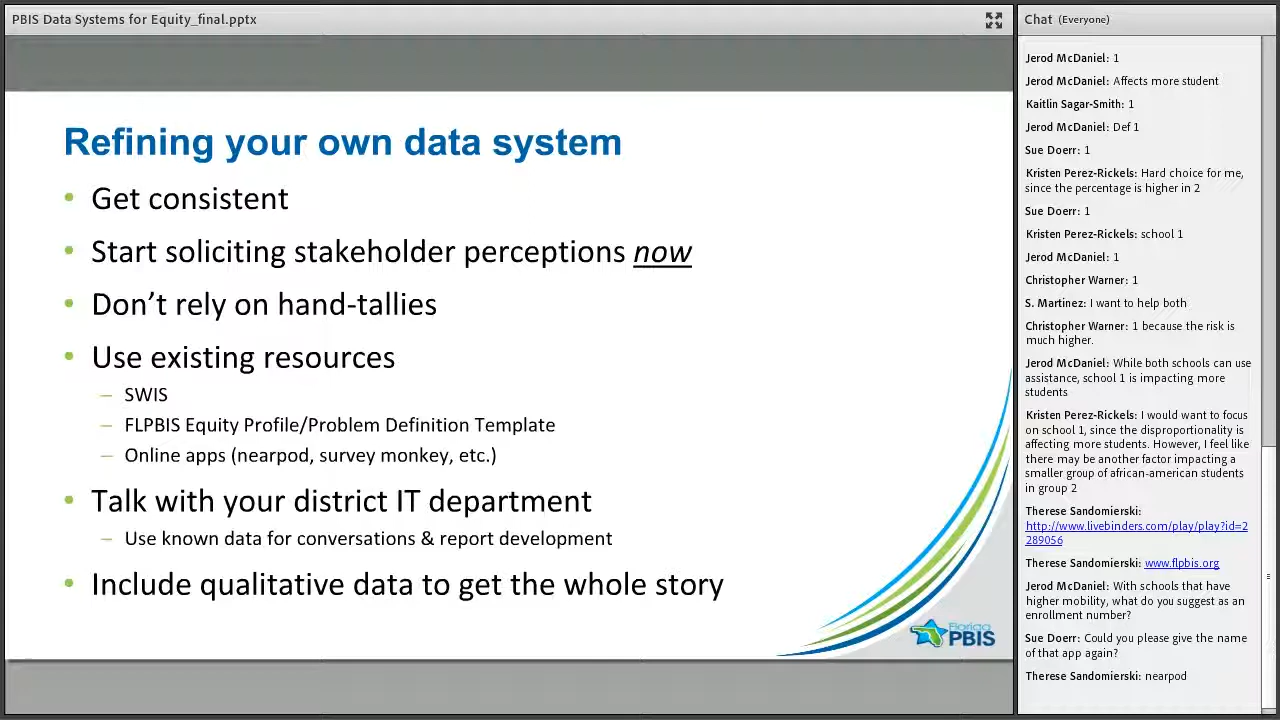 PBIS Data Systems for Equity_final.pptx
Refining your own data system
• Get consistent
• Start soliciting stakeholder perceptions now
• Don’t rely on hand-tallies
• Use existing resources
– SWIS
– FLPBIS Equity Profile/Problem Definition Template
– Online apps (nearpod, survey monkey, etc.)
• Talk with your district IT department
– Use known data for conversations & report development
• Include qualitative data to get the whole story
Florida
PBIS
Chat (Everyone)
Jerod McDaniel: 1
Jerod McDaniel: Affects more student
Kaitlin Sagar-Smith: 1
Jerod McDaniel: Def 1
Sue Doerr: 1
Kristen Perez-Rickels: Hard choice for me,
since the percentage is higher in 2
Sue Doerr: 1
Kristen Perez-Rickels: school 1
Jerod McDaniel: 1
Christopher Warner: 1
S. Martinez: I want to help both
Christopher Warner: 1 because the risk is
much higher.
Jerod McDaniel: While both schools can use
assistance, school 1 is impacting more
students
Kristen Perez-Rickels: I would want to focus
on school 1, since the disproportionality is
affecting more students. However, I feel like
there may be another factor impacting a
smaller group of african-american students
in group 2
Therese Sandomierski:
http://www.livebinders.com/play/play?id=2
289056
Therese Sandomierski: www.flpbis.org
Jerod McDaniel: With schools that have
higher mobility, what do you suggest as an
enrollment number?
Sue Doerr: Could you please give the name
of that app again?
Therese Sandomierski: nearpod